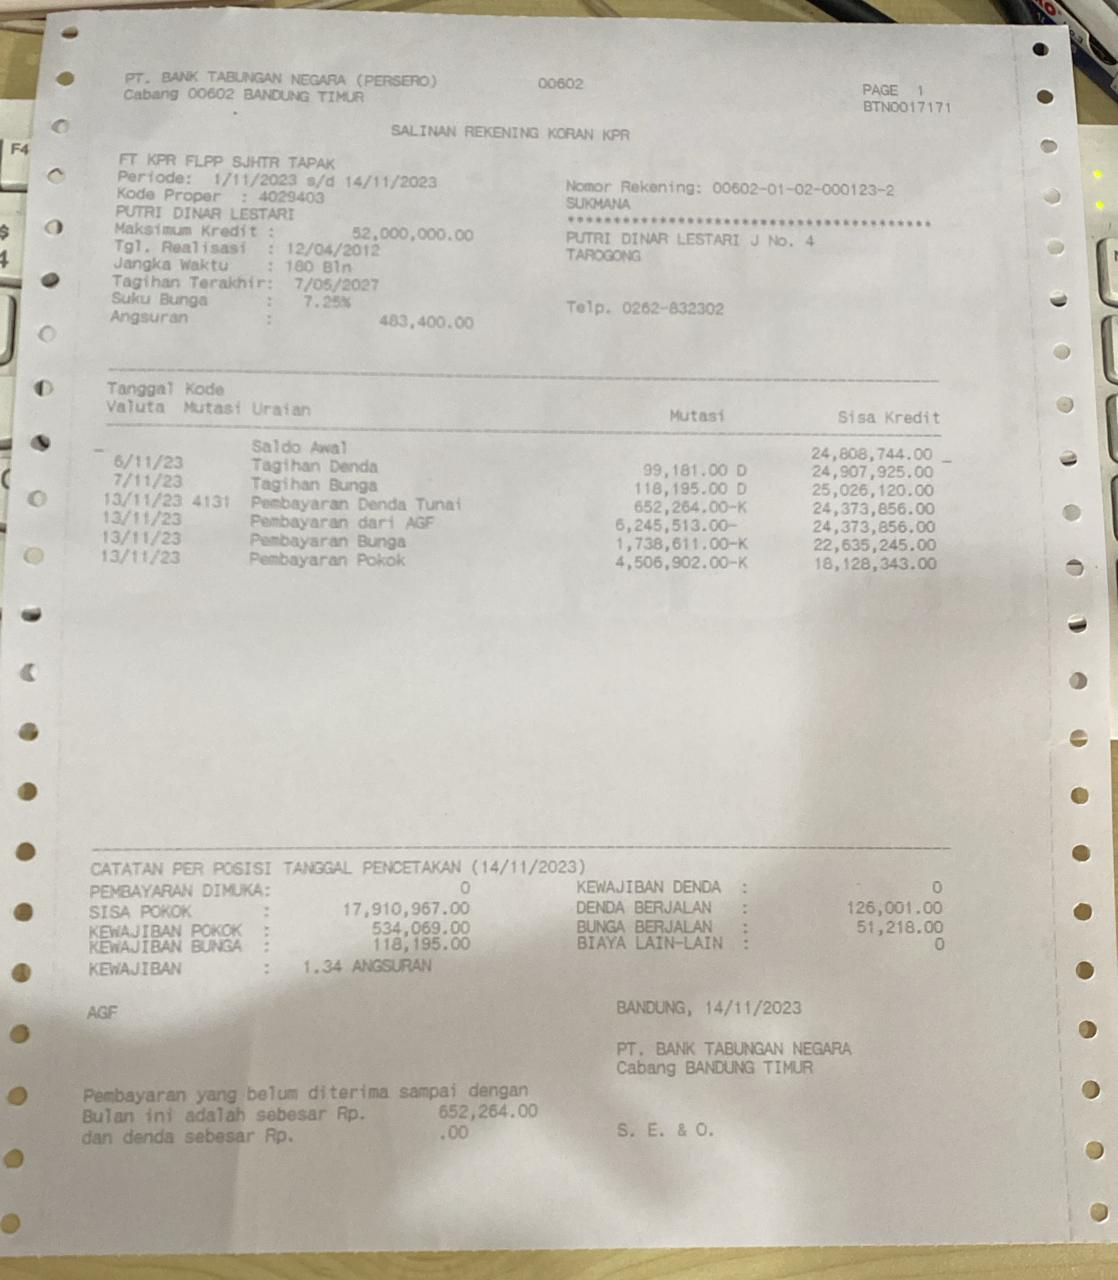 PT. BANK TABUNGAN NEGARA (PERSERO) 00602 PAGE 1
Cabang 00602 BANDUNG TIMUR BTN0017171
SALINAN REKENING KORAN KPR
FT KPR FLPP SJHTR TAPAK
Periode: 1/11/2023 s/d 14/11/2023 Nomor Rekening: 00602-01-02-000123-2
Kode Proper : 4029403 SUKMANA
PUTRI DINAR LESTARI ****************************************
Maksimum Kredit : 52,000,000.00 PUTRI DINAR LESTARI J No. 4
Tgl. Realisasi : 12/04/2012 TAROGONG
Jangka Waktu : 180 Bln
Tagihan Terakhir: 7/05/2027
Suku Bunga : 7.25% Telp. 0262-832302
Angsuran : 483,400.00
Tanggal Kode
Valuta Mutasi Uraian Mutasi Sisa Kredit
Saldo Awal 24,808,744.00
6/11/23 Tagihan Denda 99,181.00 D 24,907,925.00
7/11/23 Tagihan Bunga 118,195.00 D 25,026,120.00
13/11/23 4131 Pembayaran Denda Tunai 652,264.00-K 24,373,856.00
13/11/23 Pembayaran dari AGF 6,245,513.00- 24,373,856.00
13/11/23 Pembayaran Bunga 1,738,611.00-K 22,635,245.00
13/11/23 Pembayaran Pokok 4,506,902.00-K 18,128,343.00
CATATAN PER POSISI TANGGAL PENCETAKAN (14/11/2023)
PEMBAYARAN DIMUKA: 0 KEWAJIBAN DENDA : 0
SISA POKOK : 17,910,967.00 DENDA BERJALAN : 126,001.00
KEWAJIBAN POKOK : 534,069.00 BUNGA BERJALAN : 51,218.00
KEWAJIBAN BUNGA : 118,195.00 BIAYA LAIN-LAIN : 0
KEWAJIBAN : 1.34 ANGSURAN
AGF BANDUNG, 14/11/2023
PT. BANK TABUNGAN NEGARA
Cabang BANDUNG TIMUR
Pembayaran yang belum diterima sampai dengan
Bulan ini adalah sebesar Rp. 652,264.00
dan denda sebesar Rp. .00 S. E. & O.
F4
$
4